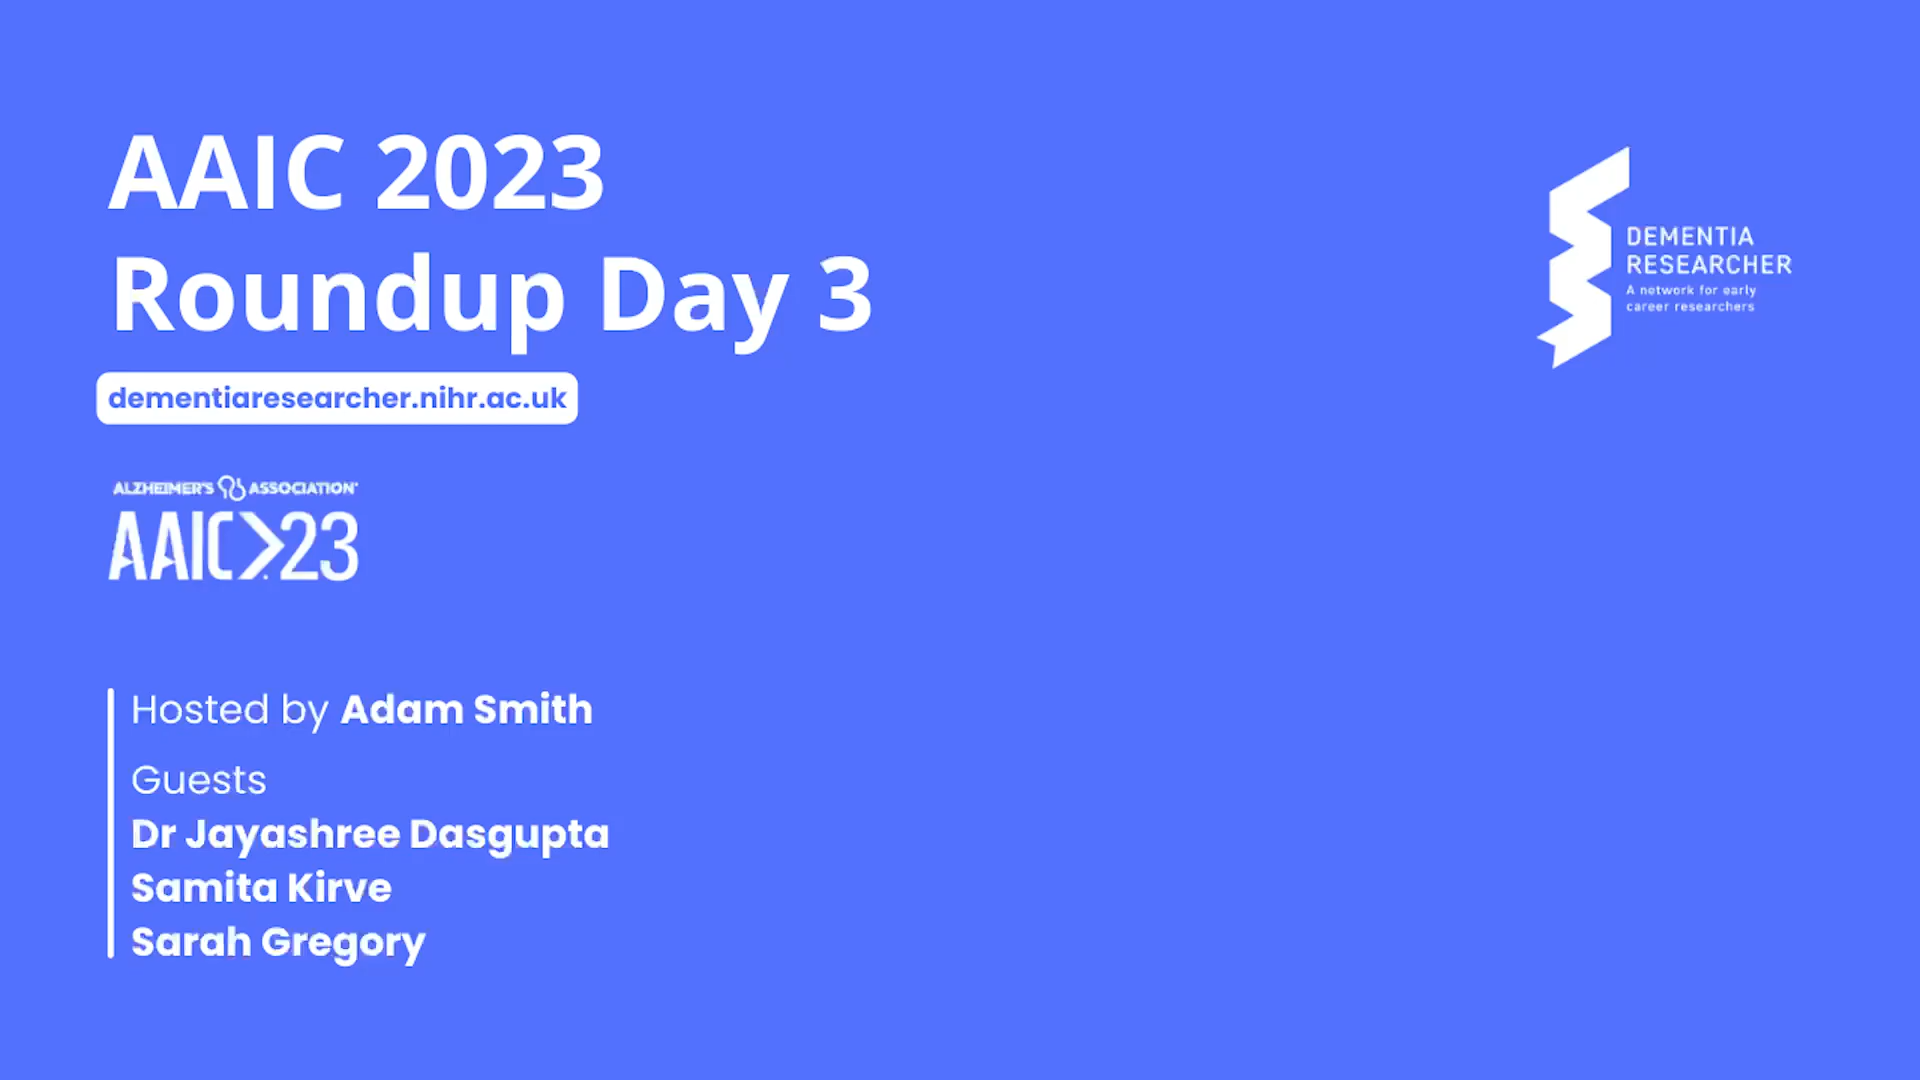 AAIC 2023
Roundup Day 3
dementiaresearcher.nihr.ac.uk
ALZHEIMER'S ASSOCIATION
AAIC>23
Hosted by Adam Smith
Guests
Dr Jayashree Dasgupta
Samita Kirve
Sarah Gregory
DEMENTIA
RESEARCHER
A network for early
career researchers